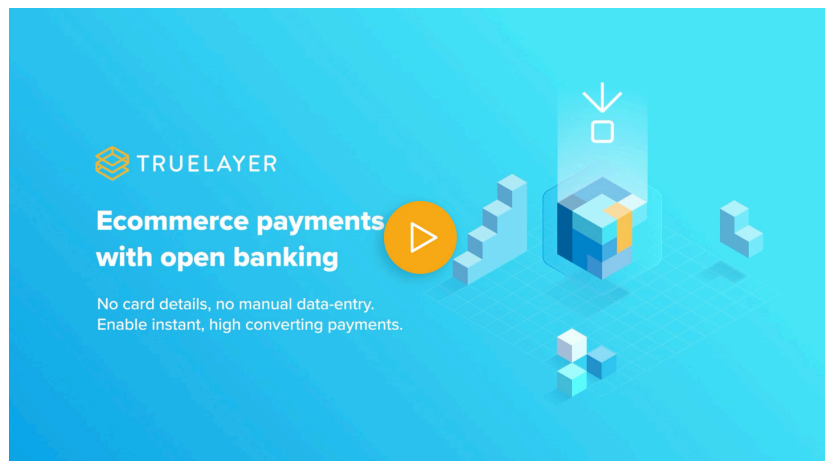 TRUELAYER
Ecommerce payments
with open banking
No card details, no manual data-entry.
Enable instant, high converting payments.